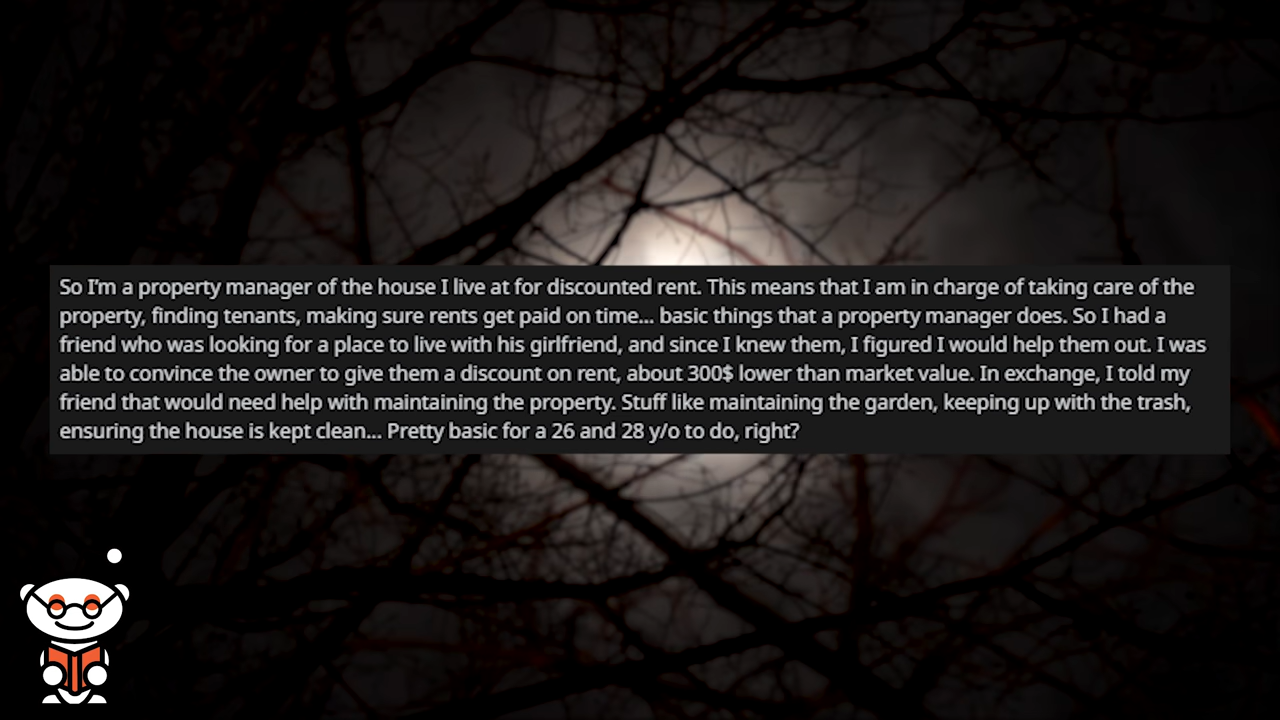 So I'm a property manager of the house I live at for discounted rent. This means that I am in charge of taking care of the
property, finding tenants, making sure rents get paid on time... basic things that a property manager does. So I had a
friend who was looking for a place to live with his girlfriend, and since I knew them, I figured I would help them out. I was
able to convince the owner to give them a discount on rent, about 300$ lower than market value. In exchange, I told my
friend that would need help with maintaining the property. Stuff like maintaining the garden, keeping up with the trash,
ensuring the house is kept clean... Pretty basic for a 26 and 28 y/o to do, right?